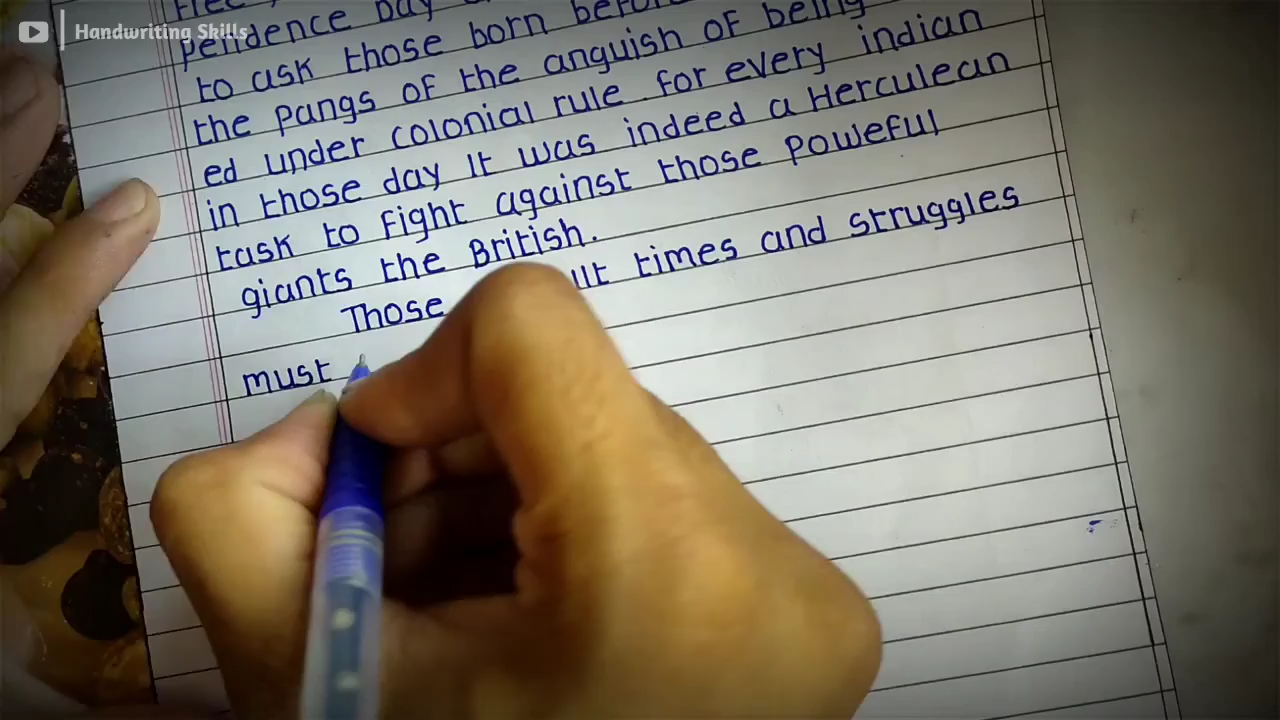 Handwriting Skills
pendence Day
to ask those born before
the pangs of the anguish of being
ed under colonial rule. for every indian
in those day It was indeed a Herculean
task to fight against those poweful
giants the British.
Those times and struggles
must